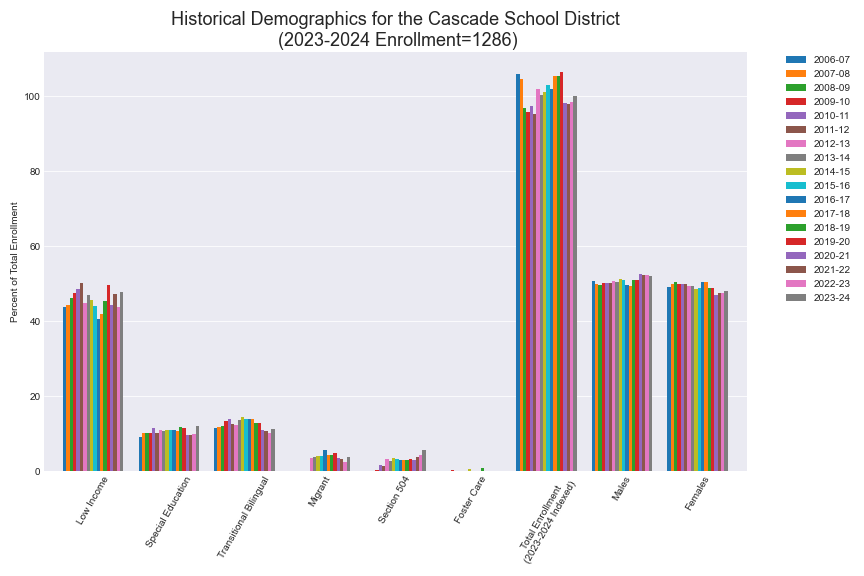 Historical Demographics for the Cascade School District
(2023-2024 Enrollment=1286)
Percent of Total Enrollment
100
80
60
40
20
0
Low Income
Special Education
Transitional Bilingual
Migrant
Section 504
Foster Care
Total Enrollment
(2023-2024 Indexed)
Males
Females
2006-07
2007-08
2008-09
2009-10
2010-11
2011-12
2012-13
2013-14
2014-15
2015-16
2016-17
2017-18
2018-19
2019-20
2020-21
2021-22
2022-23
2023-24